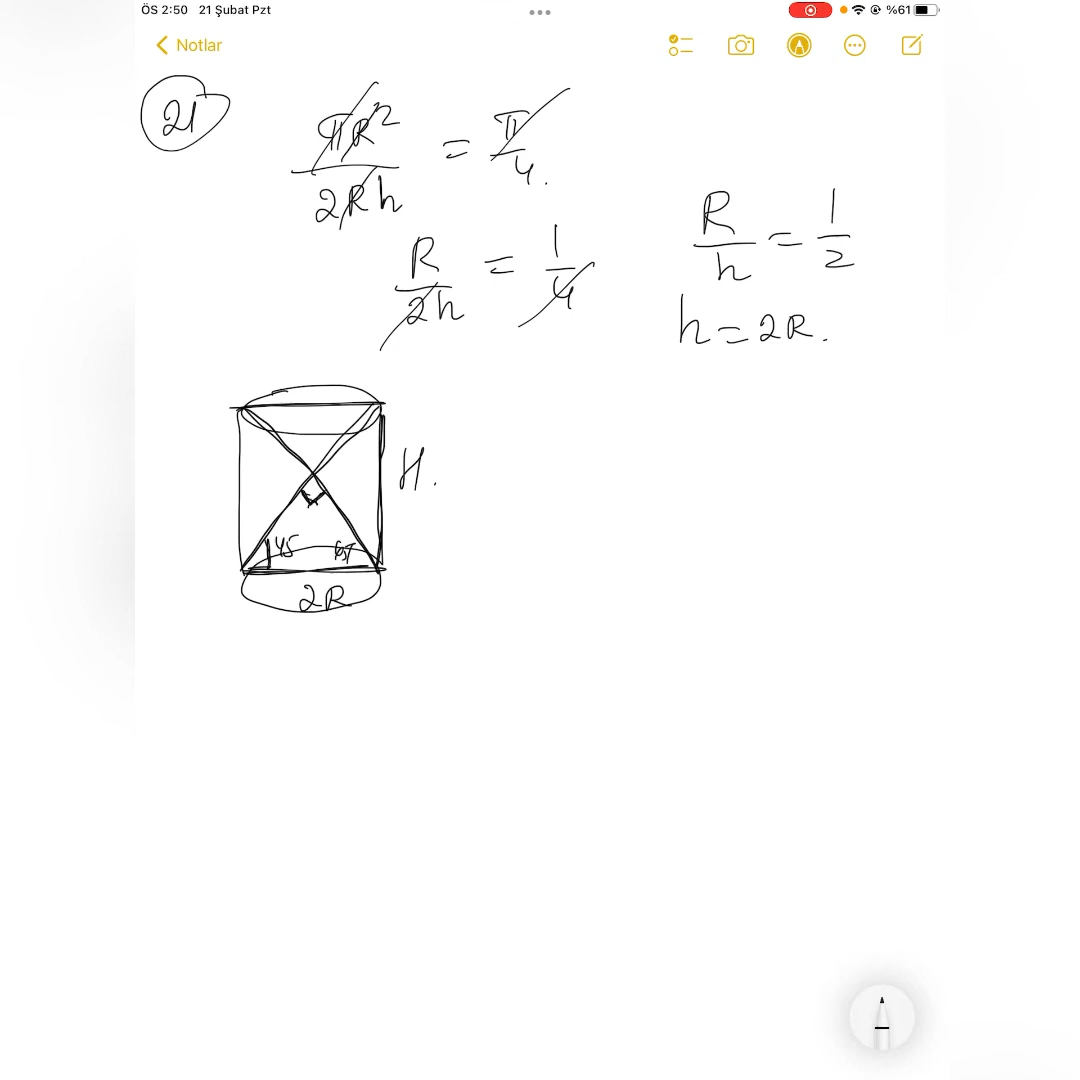 ÖS 2:50 21 Şubat Pzt
%61
Notlar
21
πR² / 2Rh = π / 4.
R / 2h = 1 / 4
R / h = 1 / 2
h = 2R.
H.
45
2R